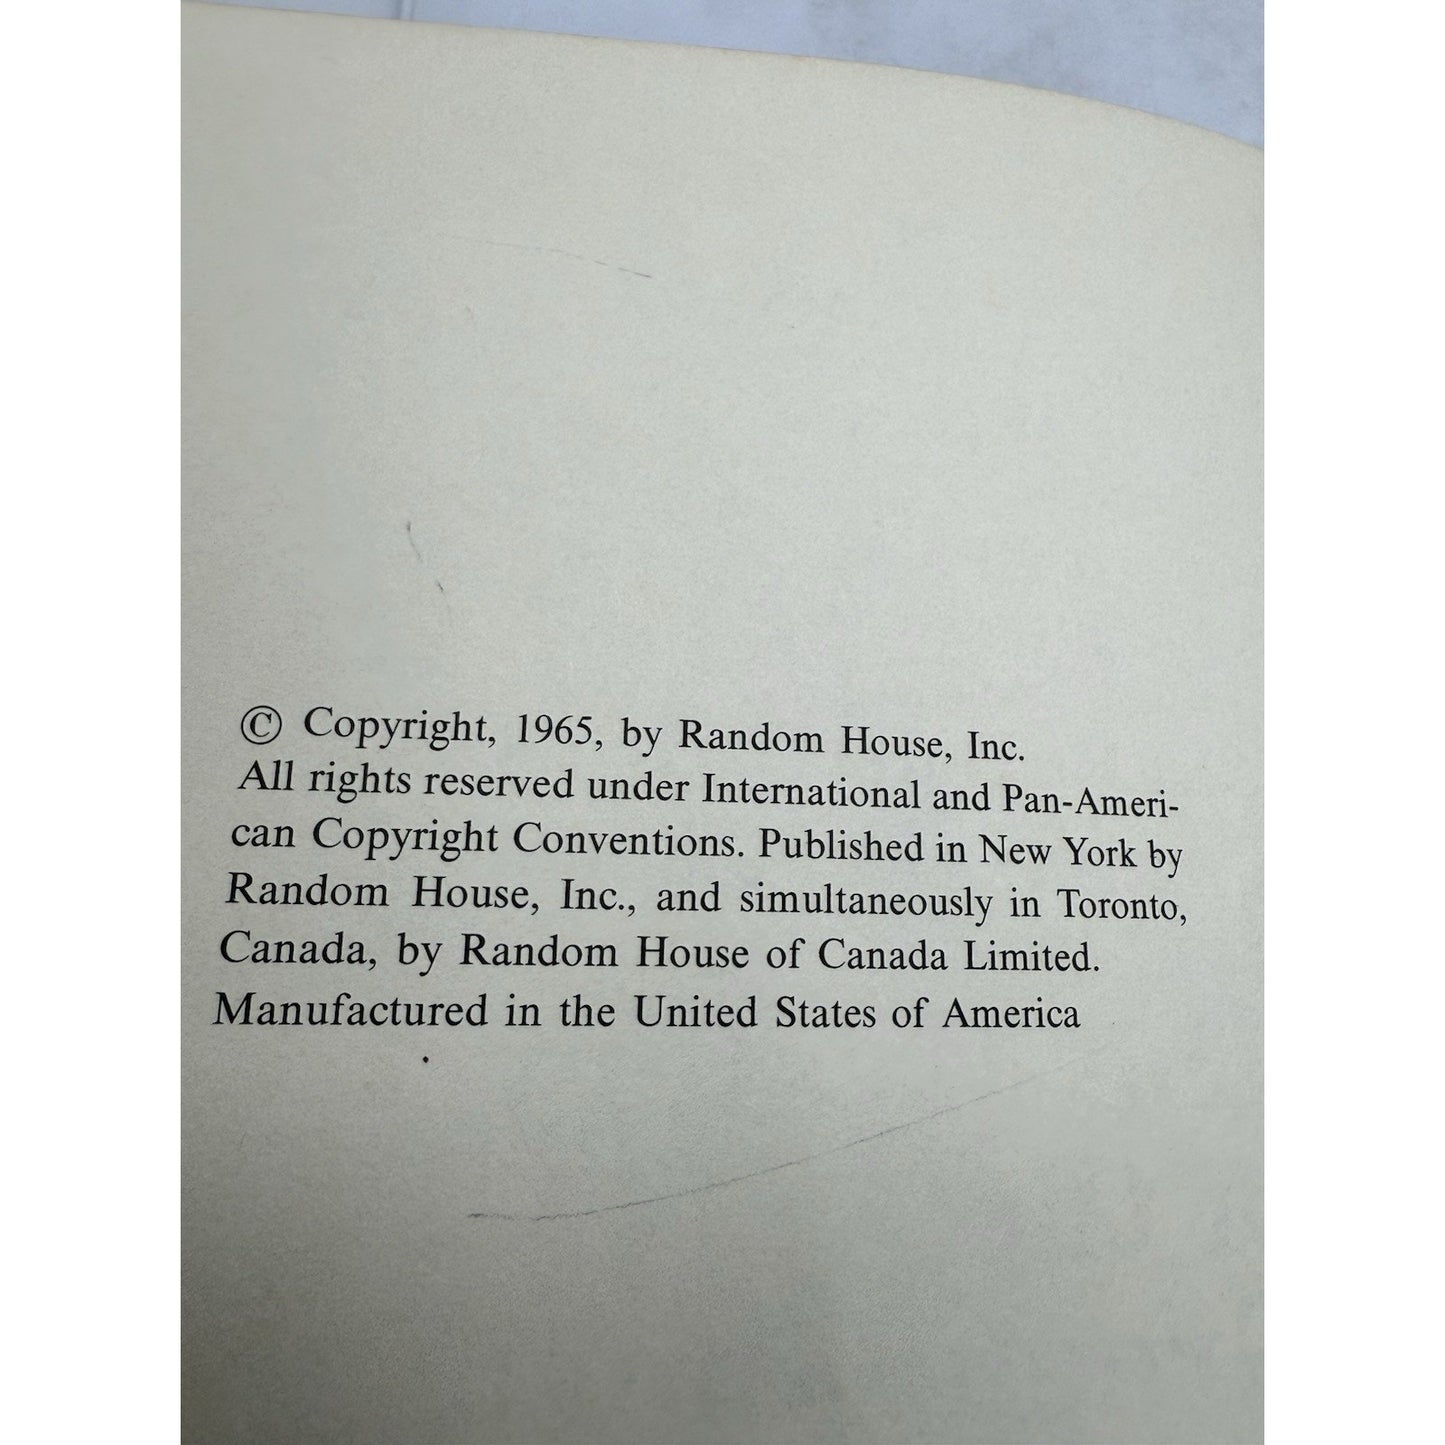 © Copyright, 1965, by Random House, Inc.
All rights reserved under International and Pan-Ameri-
can Copyright Conventions. Published in New York by
Random House, Inc., and simultaneously in Toronto,
Canada, by Random House of Canada Limited.
Manufactured in the United States of America